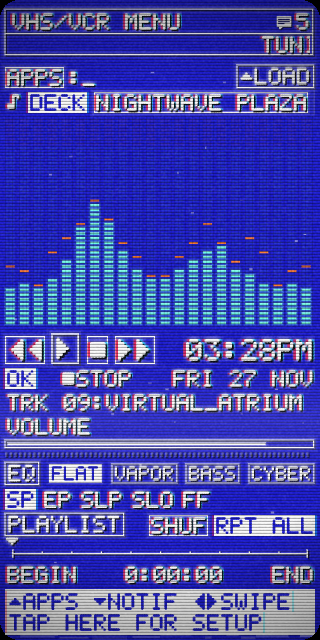 VHS/VCR MENU 5
TUN]
APPS:_ ▲LOAD
♪ DECK NIGHTWAVE PLAZA
03:28PM
OK ■STOP FRI 27 NOV
TRK 09:VIRTUAL_ATRIUM
VOLUME
EQ FLAT VAPOR BASS CYBER
SP EP SLP SLO FF
PLAYLIST SHUF RPT ALL
BEGIN 0:00:00 END
▲APPS ▼NOTIF ◀▶SWIPE
TAP HERE FOR SETUP